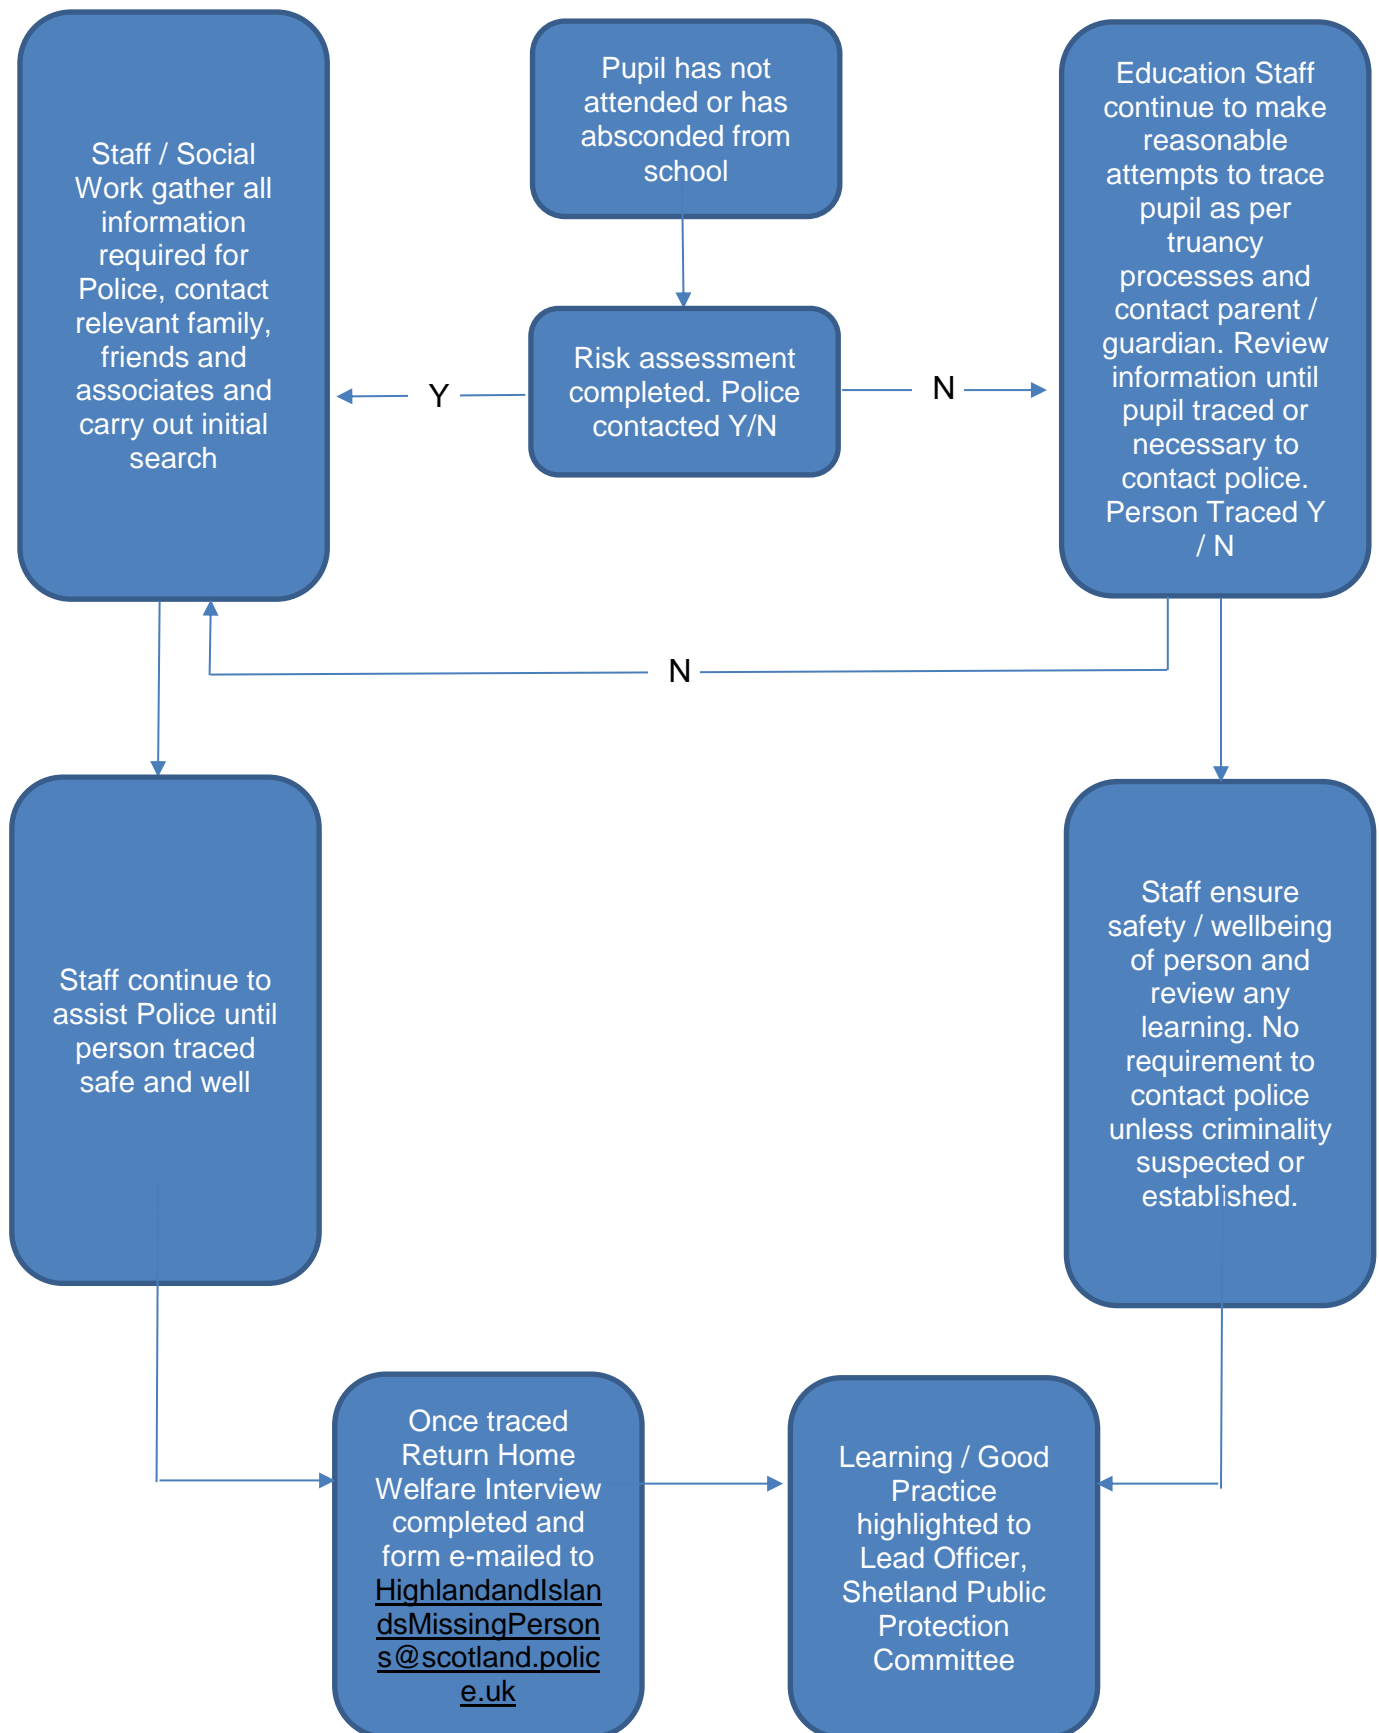 Pupil has not
attended or has
absconded from
school
Staff / Social
Work gather all
information
required for
Police, contact
relevant family,
friends and
associates and
carry out initial
search
Y
Risk assessment
completed. Police
contacted Y/N
N
Education Staff
continue to make
reasonable
attempts to trace
pupil as per
truancy
processes and
contact parent /
guardian. Review
information until
pupil traced or
necessary to
contact police.
Person Traced Y
/ N
N
Staff continue to
assist Police until
person traced
safe and well
Staff ensure
safety / wellbeing
of person and
review any
learning. No
requirement to
contact police
unless criminality
suspected or
established.
Once traced
Return Home
Welfare Interview
completed and
form e-mailed to
HighlandandIslan
dsMissingPerson
s@scotland.polic
e.uk
Learning / Good
Practice
highlighted to
Lead Officer,
Shetland Public
Protection
Committee